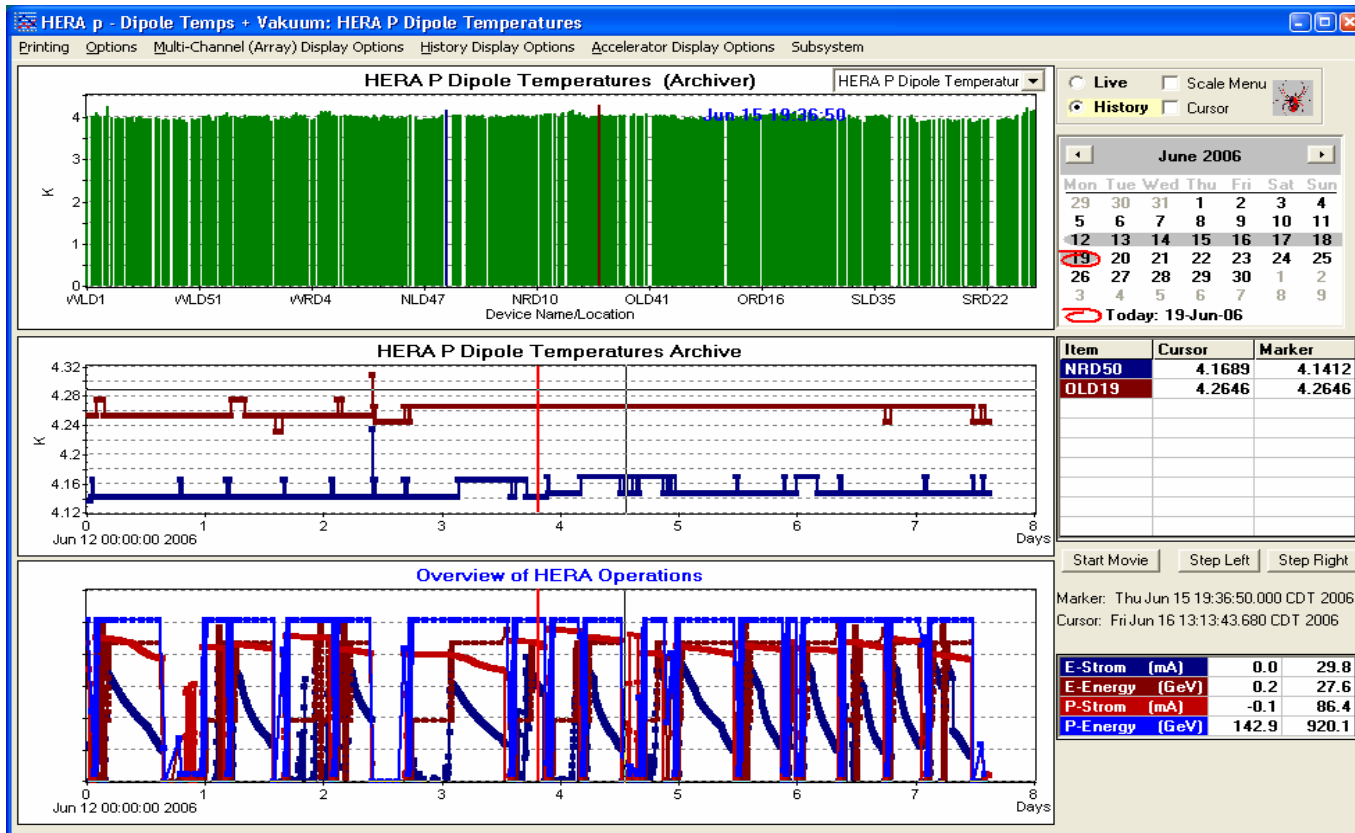 HERA p - Dipole Temps + Vakuum: HERA P Dipole Temperatures
Printing Options Multi-Channel (Array) Display Options History Display Options Accelerator Display Options Subsystem
HERA P Dipole Temperatures (Archiver)
HERA P Dipole Temperatur
Jun 15 19:36:50
4
3
2
1
0
K
WLD1 WLD51 WRD4 NLD47 NRD10 OLD41 ORD16 SLD35 SRD22
Device Name/Location
Live Scale Menu
History Cursor
June 2006
Mon Tue Wed Thu Fri Sat Sun
29 30 31 1 2 3 4
5 6 7 8 9 10 11
12 13 14 15 16 17 18
19 20 21 22 23 24 25
26 27 28 29 30 1 2
3 4 5 6 7 8 9
Today: 19-Jun-06
HERA P Dipole Temperatures Archive
4.32
4.28
4.24
4.2
4.16
4.12
K
0 1 2 3 4 5 6 7 8
Jun 12 00:00:00 2006
Days
Item Cursor Marker
NRD50 4.1689 4.1412
OLD19 4.2646 4.2646
Start Movie Step Left Step Right
Marker: Thu Jun 15 19:36:50.000 CDT 2006
Cursor: Fri Jun 16 13:13:43.680 CDT 2006
Overview of HERA Operations
0 1 2 3 4 5 6 7 8
Jun 12 00:00:00 2006
Days
E-Strom (mA) 0.0 29.8
E-Energy (GeV) 0.2 27.6
P-Strom (mA) -0.1 86.4
P-Energy (GeV) 142.9 920.1